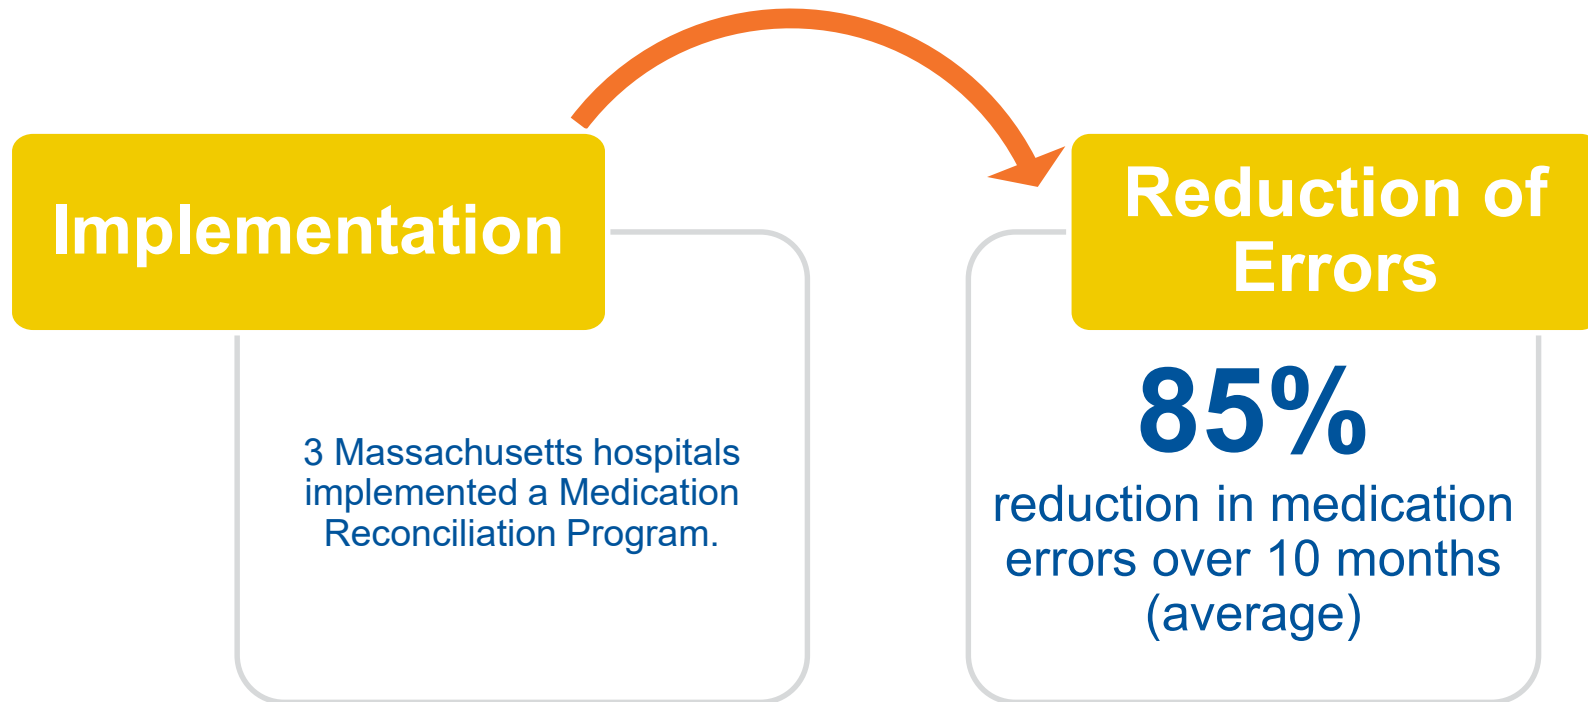 Implementation
3 Massachusetts hospitals
implemented a Medication
Reconciliation Program.
Reduction of
Errors
85%
reduction in medication
errors over 10 months
(average)